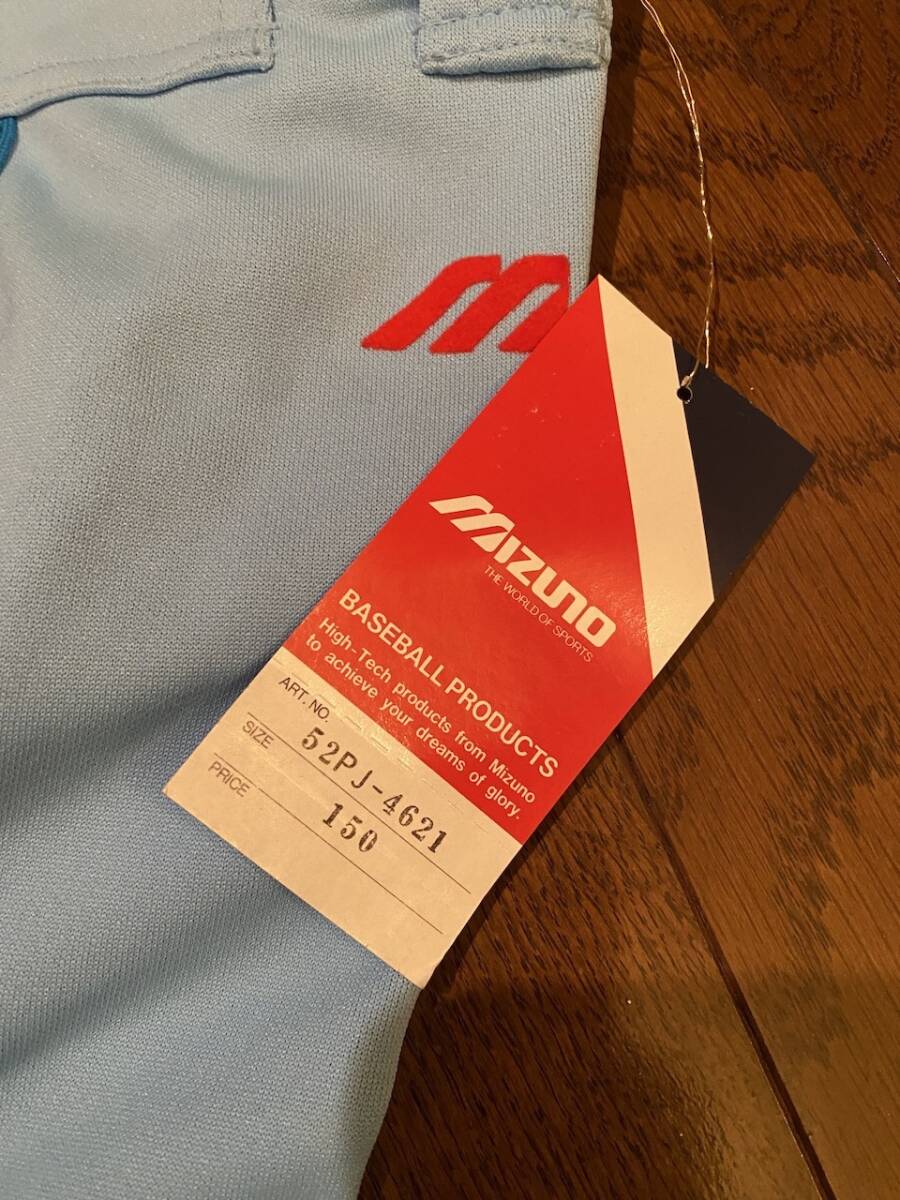 MIZUNO
THE WORLD OF SPORTS
BASEBALL PRODUCTS
High-Tech products from Mizuno
to achieve your dreams of glory.
ART. NO. 52PJ-4621
SIZE 150
PRICE